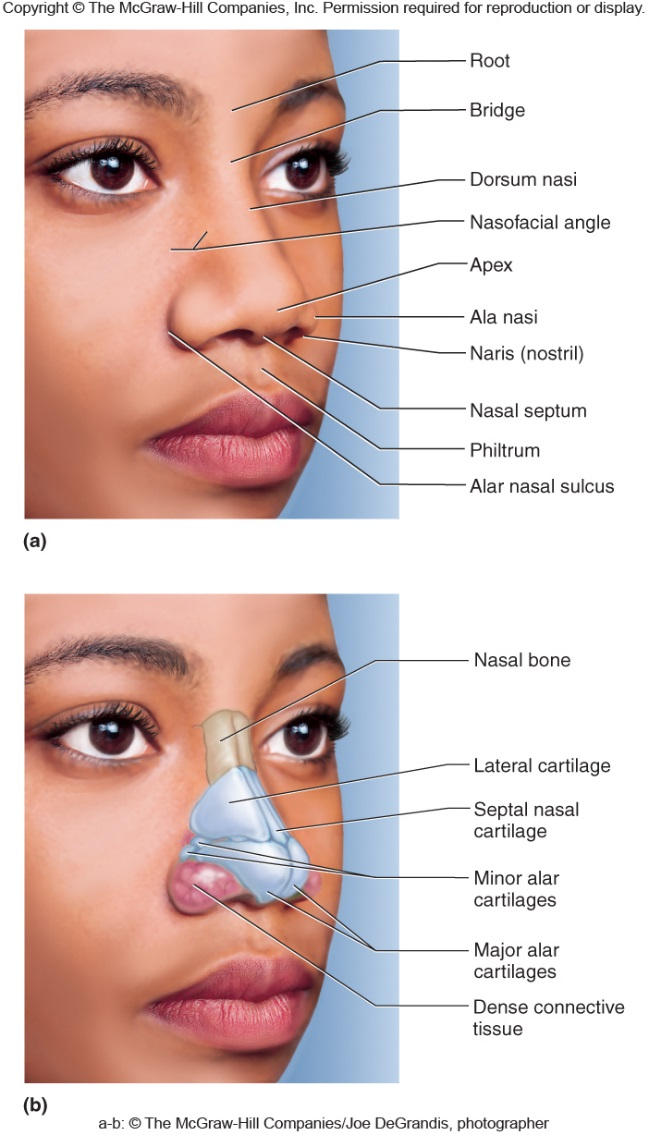 Copyright © The McGraw-Hill Companies, Inc. Permission required for reproduction or display.
Root
Bridge
Dorsum nasi
Nasofacial angle
Apex
Ala nasi
Naris (nostril)
Nasal septum
Philtrum
Alar nasal sulcus
(a)
Nasal bone
Lateral cartilage
Septal nasal
cartilage
Minor alar
cartilages
Major alar
cartilages
Dense connective
tissue
(b)
a-b: © The McGraw-Hill Companies/Joe DeGrandis, photographer